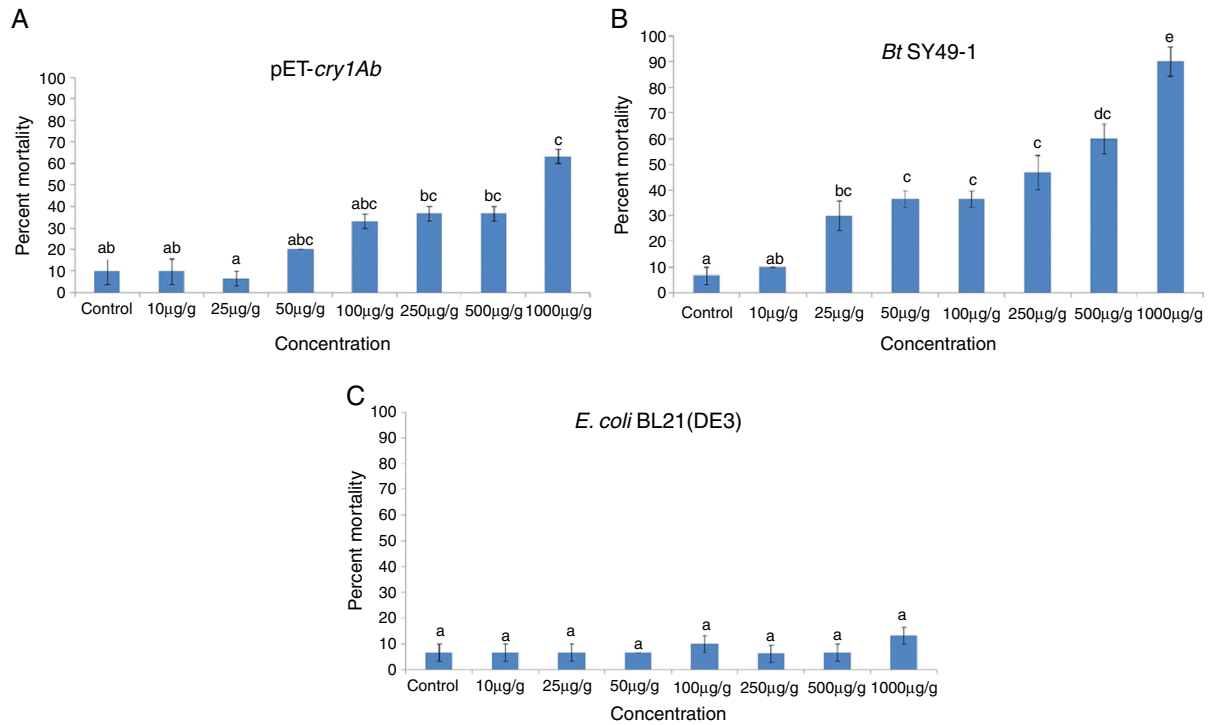 A
pET-cry1Ab
Percent mortality
100
90
80
70
60
50
40
30
20
10
0
ab
ab
a
abc
abc
bc
bc
c
Control
10µg/g
25µg/g
50µg/g
100µg/g
250µg/g
500µg/g
1000µg/g
Concentration
B
Bt SY49-1
Percent mortality
100
90
80
70
60
50
40
30
20
10
0
a
ab
bc
c
c
c
dc
e
Control
10µg/g
25µg/g
50µg/g
100µg/g
250µg/g
500µg/g
1000µg/g
Concentration
C
E. coli BL21(DE3)
Percent mortality
100
90
80
70
60
50
40
30
20
10
0
a
a
a
a
a
a
a
a
Control
10µg/g
25µg/g
50µg/g
100µg/g
250µg/g
500µg/g
1000µg/g
Concentration